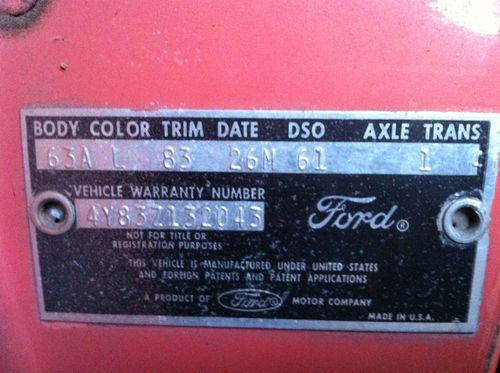 BODY COLOR TRIM DATE DSO AXLE TRANS
63A L 83 26M 61 1 4
VEHICLE WARRANTY NUMBER
4Y83Z132043
Ford®
NOT FOR TITLE OR
REGISTRATION PURPOSES
THIS VEHICLE IS MANUFACTURED UNDER UNITED STATES
AND FOREIGN PATENTS AND PATENT APPLICATIONS
A PRODUCT OF Ford MOTOR COMPANY
MADE IN U.S.A.